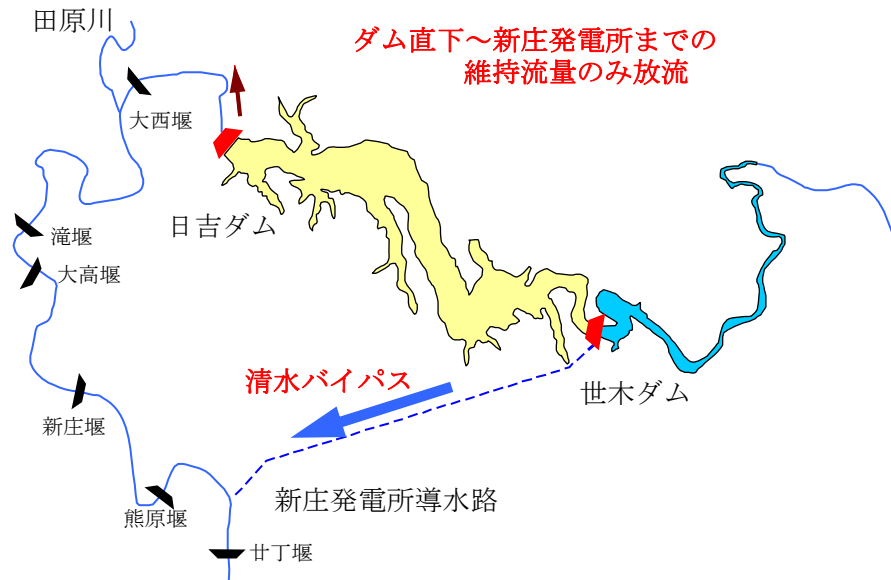 田原川
ダム直下～新庄発電所までの
維持流量のみ放流
大西堰
日吉ダム
滝堰
大高堰
清水バイパス
世木ダム
新庄堰
新庄発電所導水路
熊原堰
廿丁堰